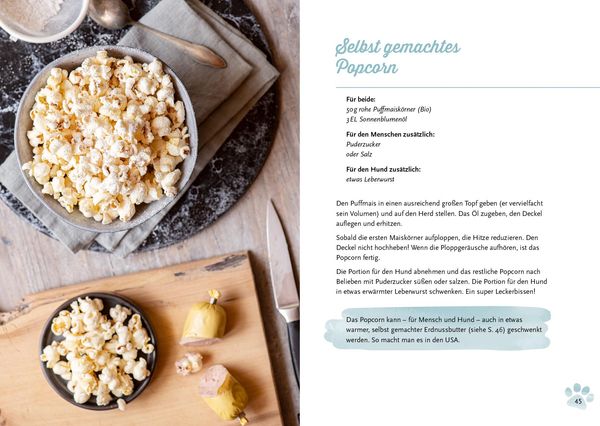 Selbst gemachtes
Popcorn
Für beide:
50 g rohe Puffmaiskörner (Bio)
3 EL Sonnenblumenöl
Für den Menschen zusätzlich:
Puderzucker
oder Salz
Für den Hund zusätzlich:
etwas Leberwurst
Den Puffmais in einen ausreichend großen Topf geben (er vervielfacht
sein Volumen) und auf den Herd stellen. Das Öl zugeben, den Deckel
auflegen und erhitzen.
Sobald die ersten Maiskörner aufploppen, die Hitze reduzieren. Den
Deckel nicht hochheben! Wenn die Ploppgeräusche aufhören, ist das
Popcorn fertig.
Die Portion für den Hund abnehmen und das restliche Popcorn nach
Belieben mit Puderzucker süßen oder salzen. Die Portion für den Hund
in etwas erwärmter Leberwurst schwenken. Ein super Leckerbissen!
Das Popcorn kann – für Mensch und Hund – auch in etwas
warmer, selbst gemachter Erdnussbutter (siehe S. 46) geschwenkt
werden. So macht man es in den USA.
45